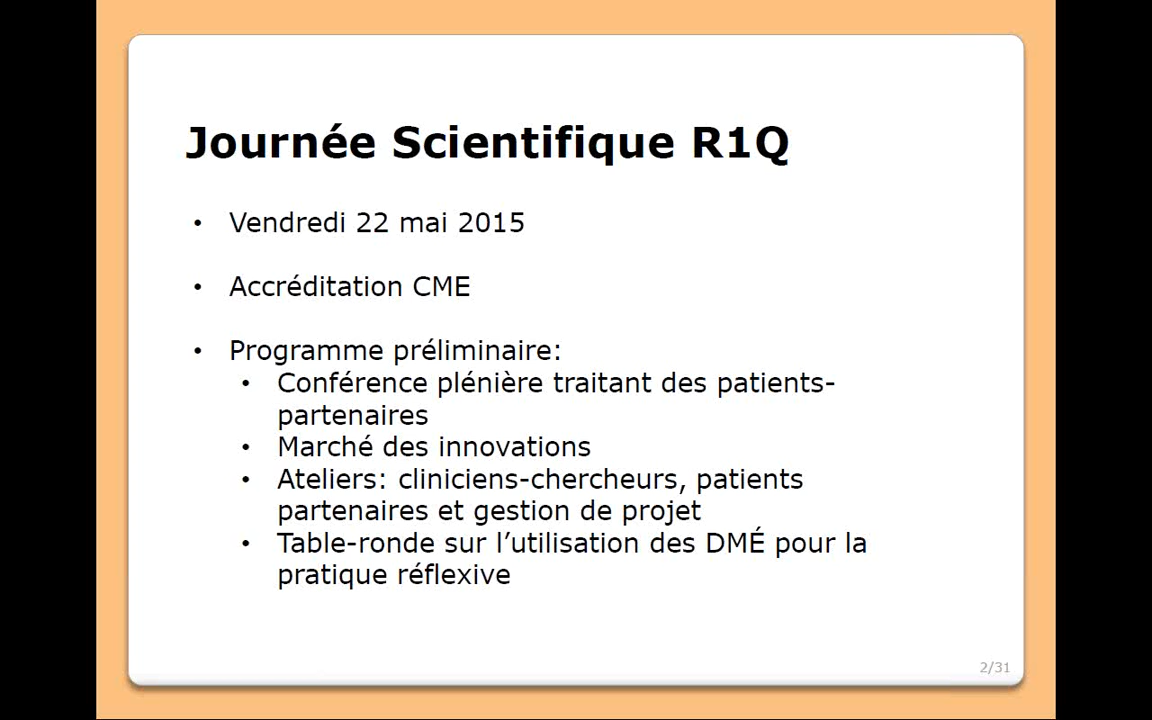 Journée Scientifique R1Q
• Vendredi 22 mai 2015
• Accréditation CME
• Programme préliminaire:
• Conférence plénière traitant des patients-
partenaires
• Marché des innovations
• Ateliers: cliniciens-chercheurs, patients
partenaires et gestion de projet
• Table-ronde sur l’utilisation des DMÉ pour la
pratique réflexive
2/31